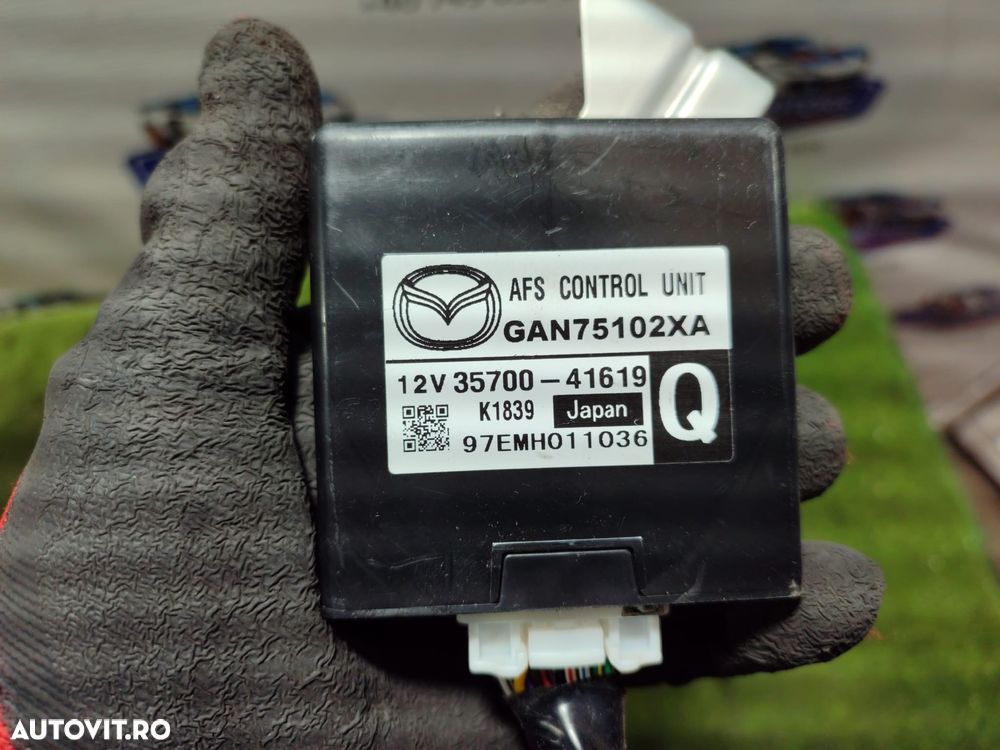 AFS CONTROL UNIT
GAN75102XA
12V 35700-41619
K1839 Japan
Q
97EMH011036
AUTOVIT.RO